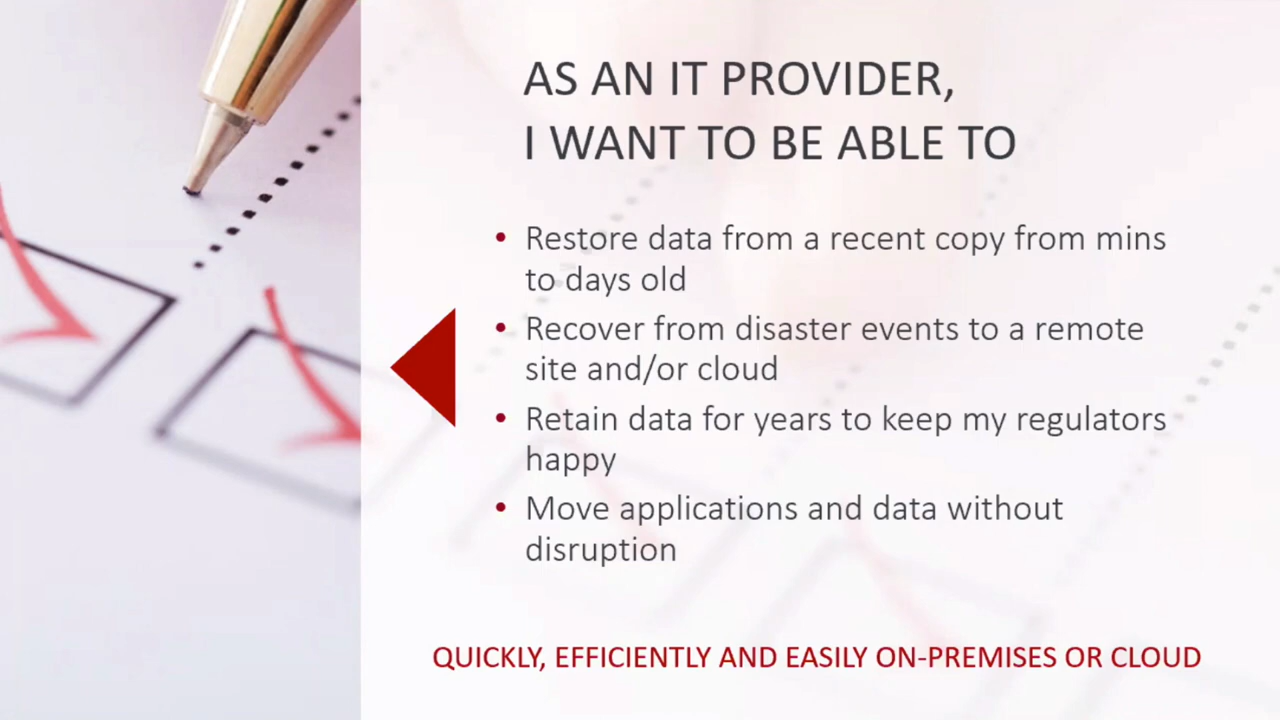 AS AN IT PROVIDER,
I WANT TO BE ABLE TO
• Restore data from a recent copy from mins
to days old
• Recover from disaster events to a remote
site and/or cloud
• Retain data for years to keep my regulators
happy
• Move applications and data without
disruption
QUICKLY, EFFICIENTLY AND EASILY ON-PREMISES OR CLOUD